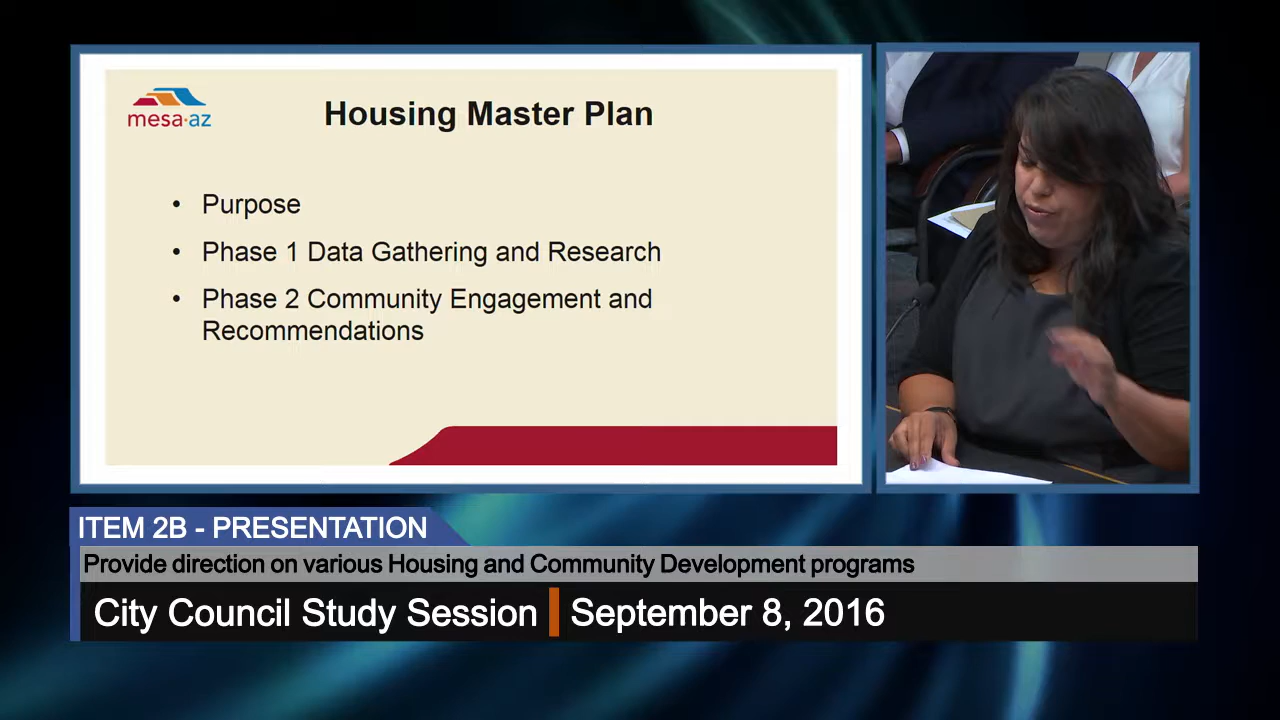 mesa·az
Housing Master Plan
• Purpose
• Phase 1 Data Gathering and Research
• Phase 2 Community Engagement and
Recommendations
ITEM 2B - PRESENTATION
Provide direction on various Housing and Community Development programs
City Council Study Session
September 8, 2016